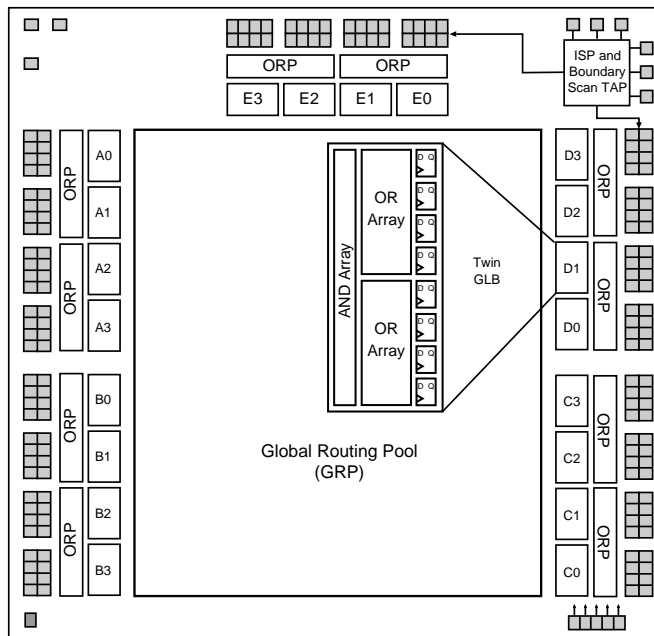 ORP
ORP
E3
E2
E1
E0
ISP and
Boundary
Scan TAP
ORP
A0
A1
ORP
A2
A3
ORP
B0
B1
ORP
B2
B3
AND Array
OR
Array
OR
Array
D Q
D Q
D Q
D Q
D Q
D Q
D Q
D Q
Twin
GLB
Global Routing Pool
(GRP)
D3
D2
ORP
D1
D0
ORP
C3
C2
ORP
C1
C0
ORP